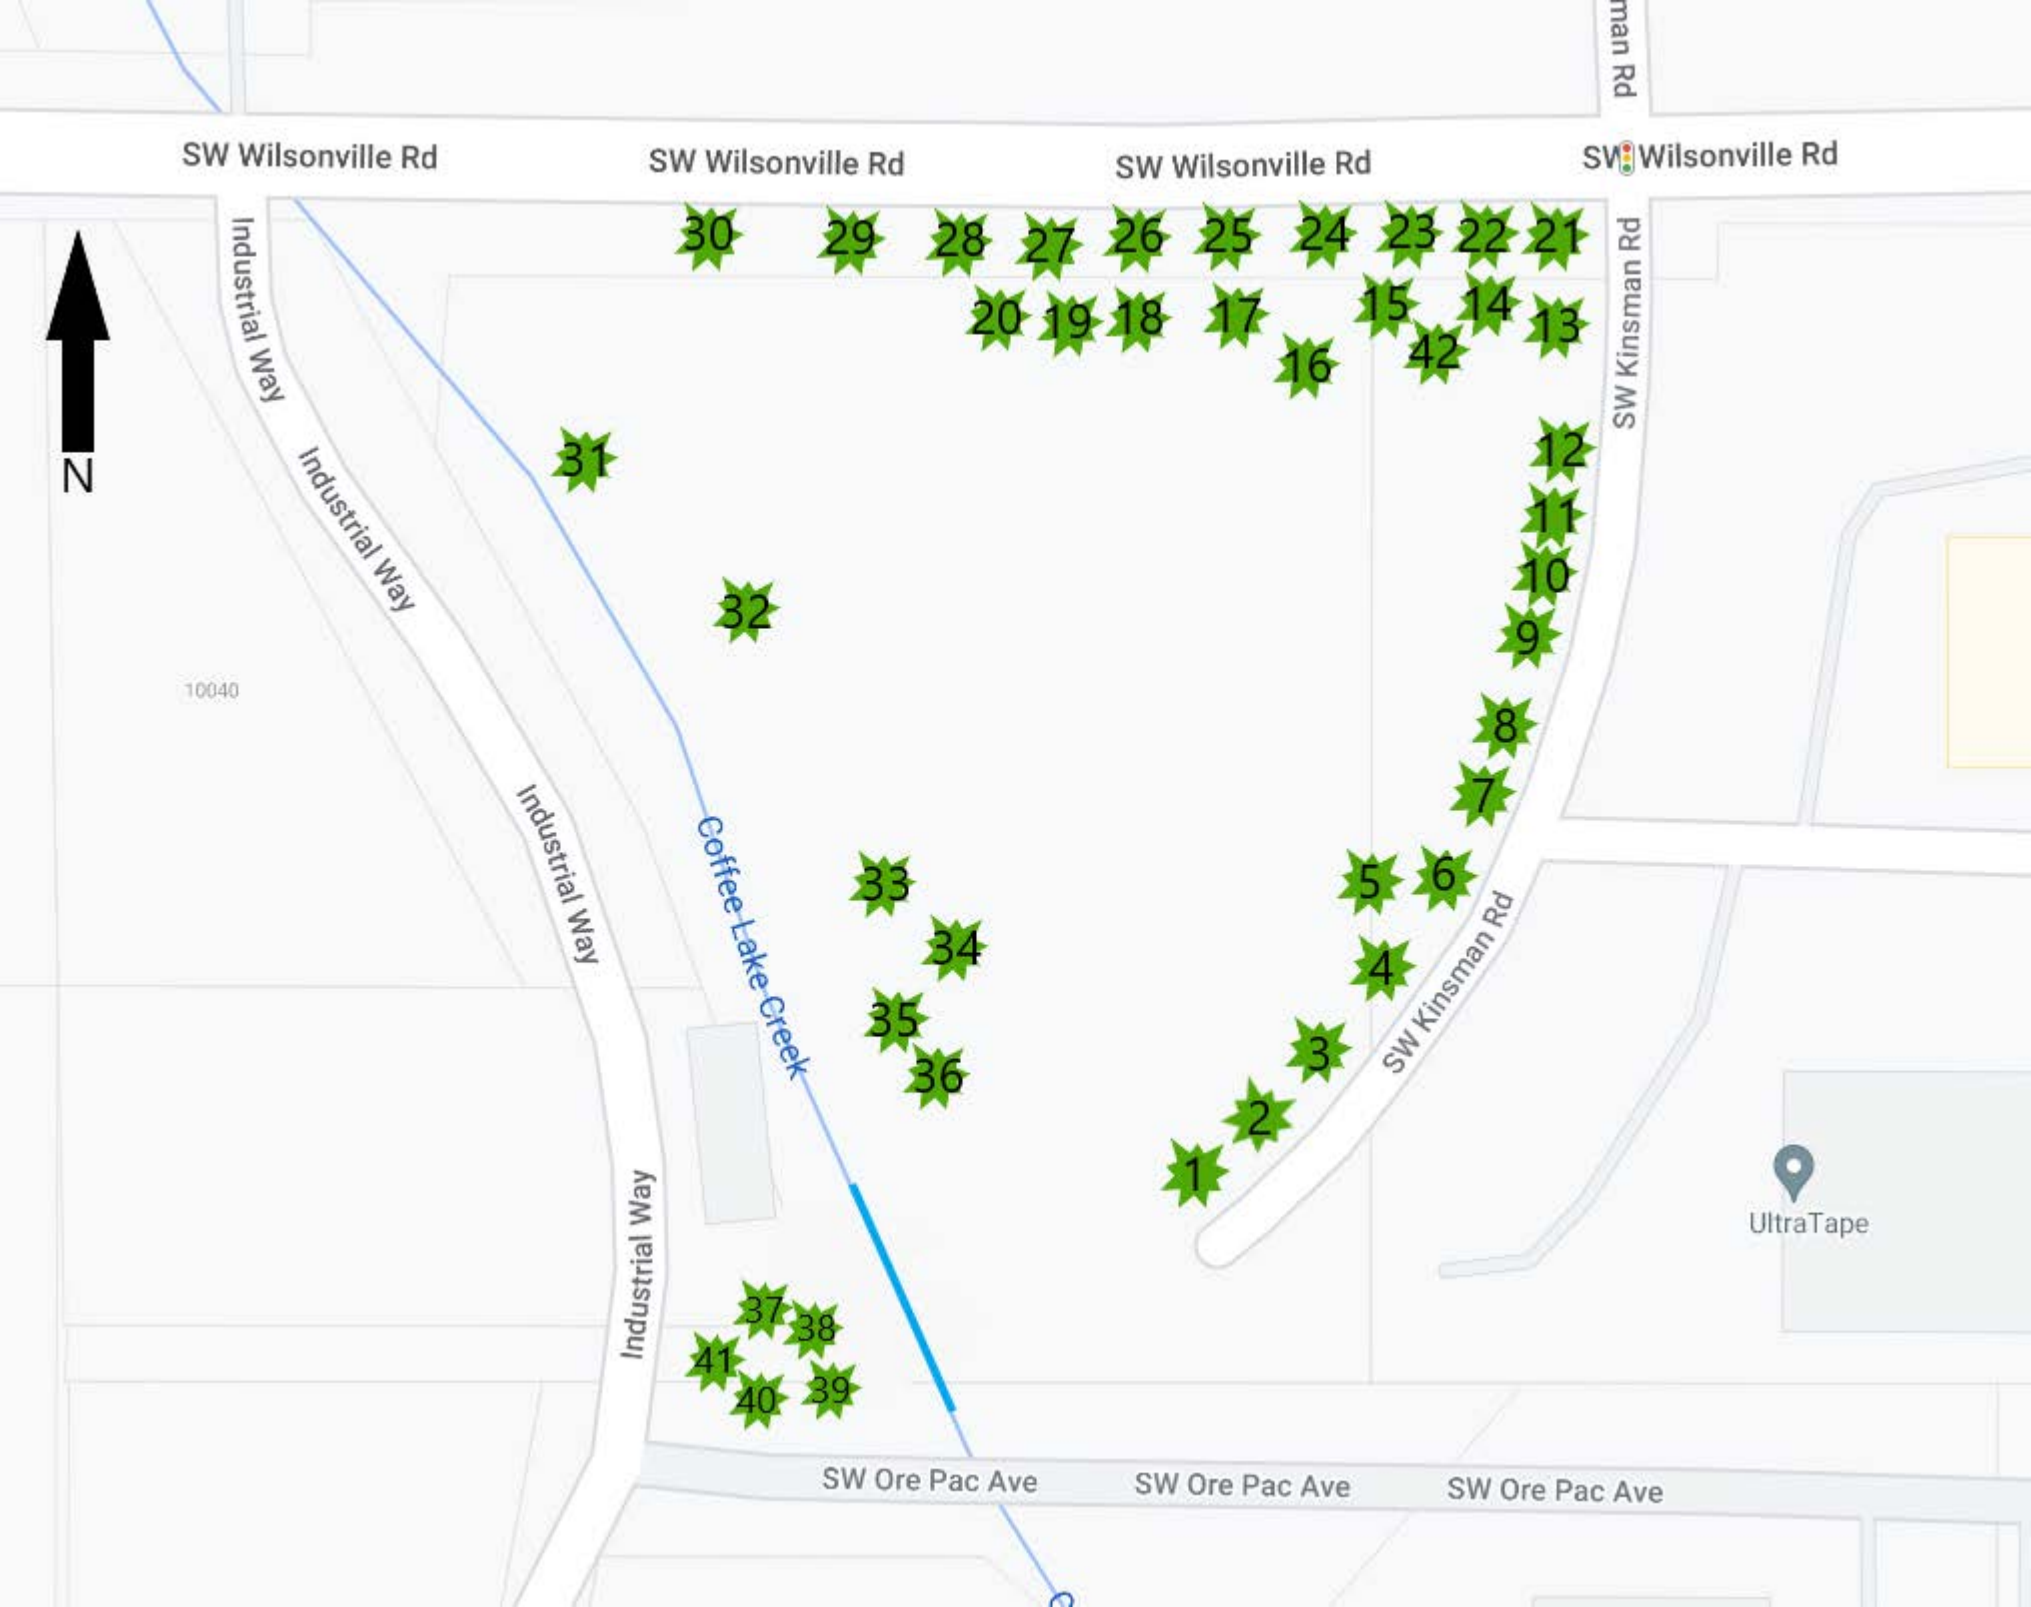 man Rd
SW Wilsonville Rd
SW Wilsonville Rd
SW Wilsonville Rd
SW Wilsonville Rd
30
29
28
27
26
25
24
23
22
21
SW Kinsman Rd
Industrial Way
20
19
18
17
16
15
42
14
13
N
31
12
11
10
9
Industrial Way
32
10040
8
7
Industrial Way
Coffee Lake Creek
33
34
35
36
5
6
4
SW Kinsman Rd
3
2
1
UltraTape
Industrial Way
37
38
41
40
39
SW Ore Pac Ave
SW Ore Pac Ave
SW Ore Pac Ave